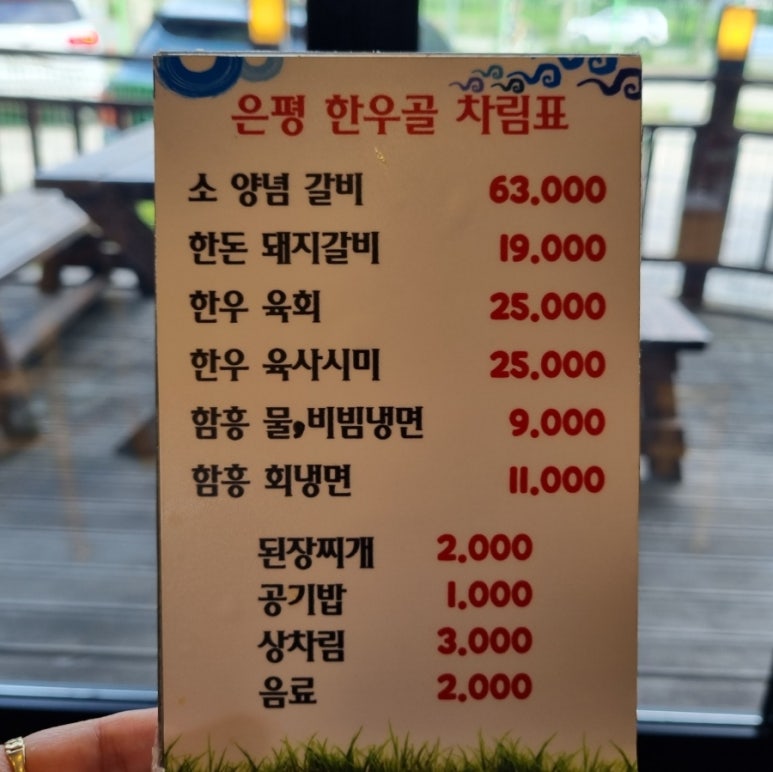 은평 한우골 차림표
소 양념 갈비 63.000
한돈 돼지갈비 19.000
한우 육회 25.000
한우 육사시미 25.000
함흥 물,비빔냉면 9.000
함흥 회냉면 11.000
된장찌개 2.000
공기밥 1.000
상차림 3.000
음료 2.000